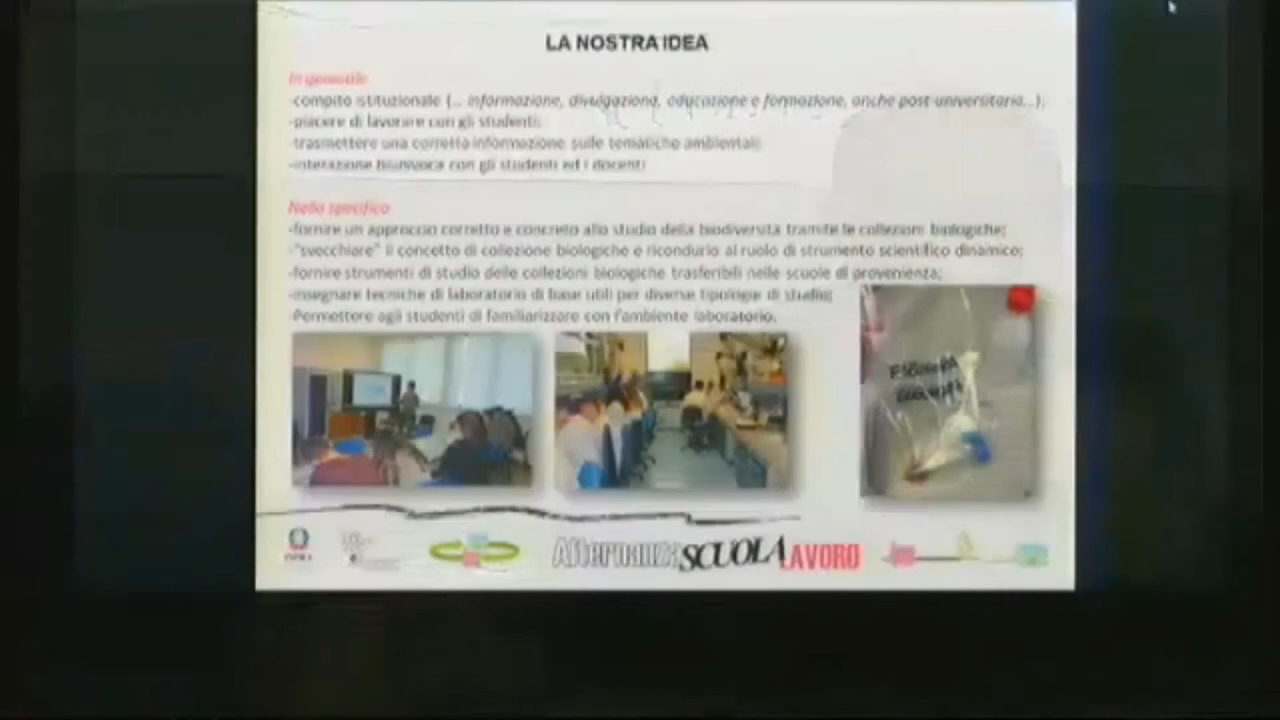 LA NOSTRA IDEA
In generale
-compito istituzionale (... informazione, divulgazione, educazione e formazione, anche post-universitaria...);
-piacere di lavorare con gli studenti;
-trasmettere una corretta informazione sulle tematiche ambientali;
-interazione biunivoca con gli studenti ed i docenti
Nello specifico
-fornire un approccio corretto e concreto allo studio della biodiversità tramite le collezioni biologiche;
-"svecchiare" il concetto di collezione biologiche e ricondurlo al ruolo di strumento scientifico dinamico;
-fornire strumenti di studio delle collezioni biologiche trasferibili nelle scuole di provenienza;
-insegnare tecniche di laboratorio di base utili per diverse tipologie di studio;
-Permettere agli studenti di familiarizzare con l'ambiente laboratorio.
Alternanza SCUOLA LAVORO